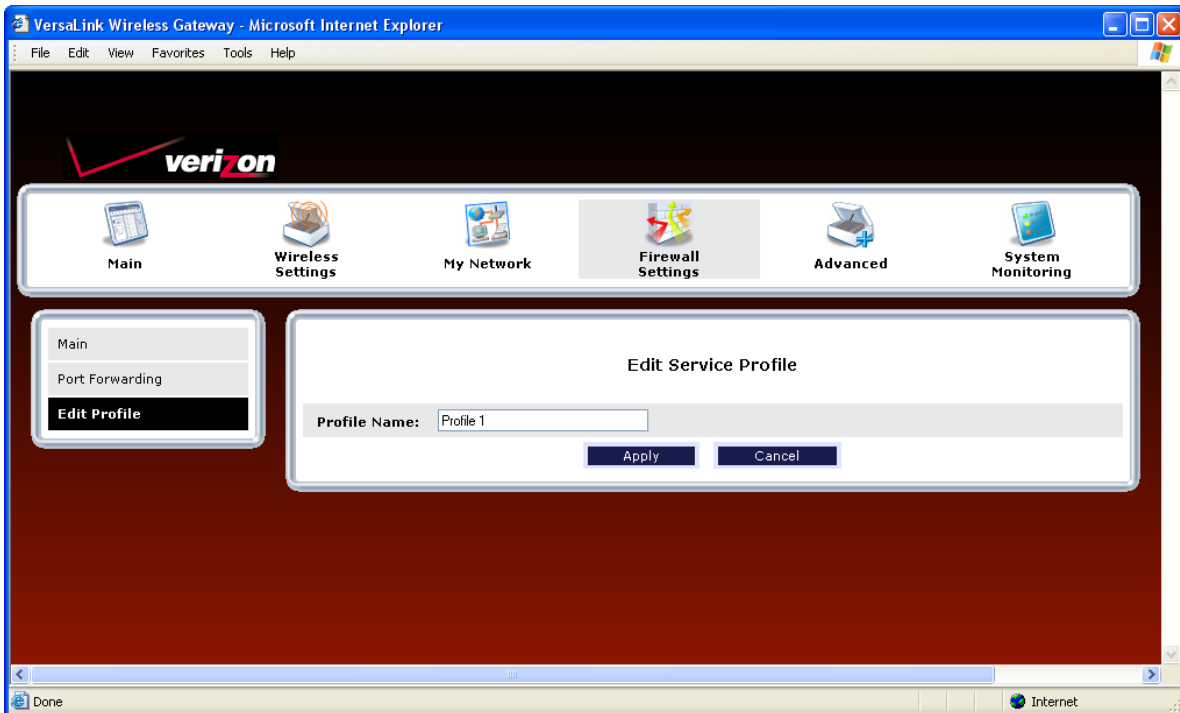 VersaLink Wireless Gateway - Microsoft Internet Explorer
File Edit View Favorites Tools Help
verizon
Main
Wireless
Settings
My Network
Firewall
Settings
Advanced
System
Monitoring
Main
Port Forwarding
Edit Profile
Edit Service Profile
Profile Name: Profile 1
Apply Cancel
Done Internet